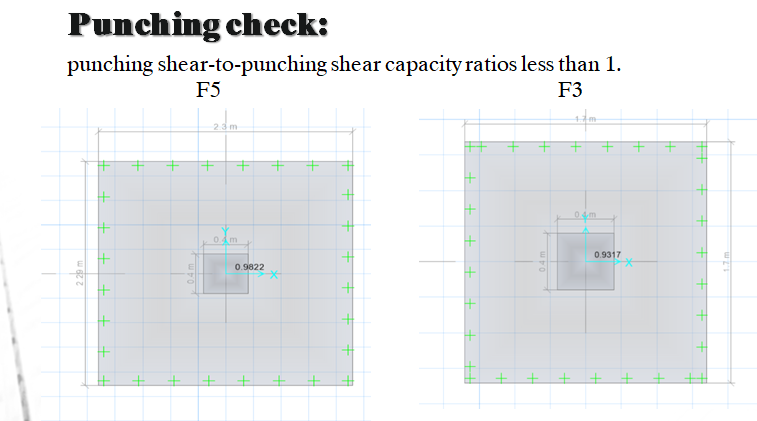 Punching check:
punching shear-to-punching shear capacity ratios less than 1.
F5 F3
2.3 m 1.7 m
Y
0.4 m 0.4 m
0.4 m 0.9822 X 0.4 m 0.9317 X
2.29 m 1.7 m